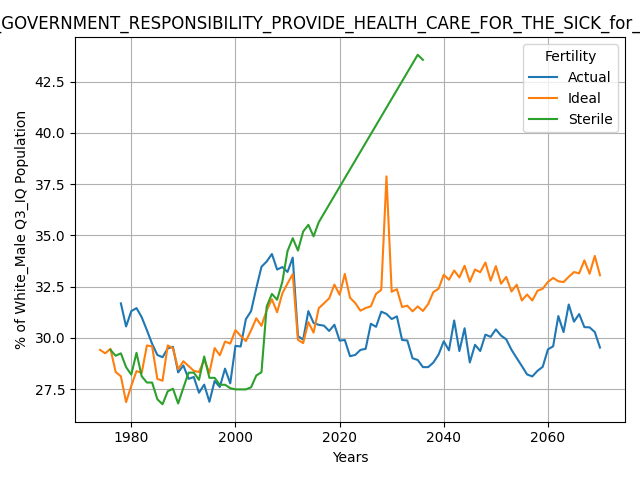 _GOVERNMENT_RESPONSIBILITY_PROVIDE_HEALTH_CARE_FOR_THE_SICK_for_
Fertility
Actual
Ideal
Sterile
% of White_Male Q3_IQ Population
42.5
40.0
37.5
35.0
32.5
30.0
27.5
1980
2000
2020
2040
2060
Years